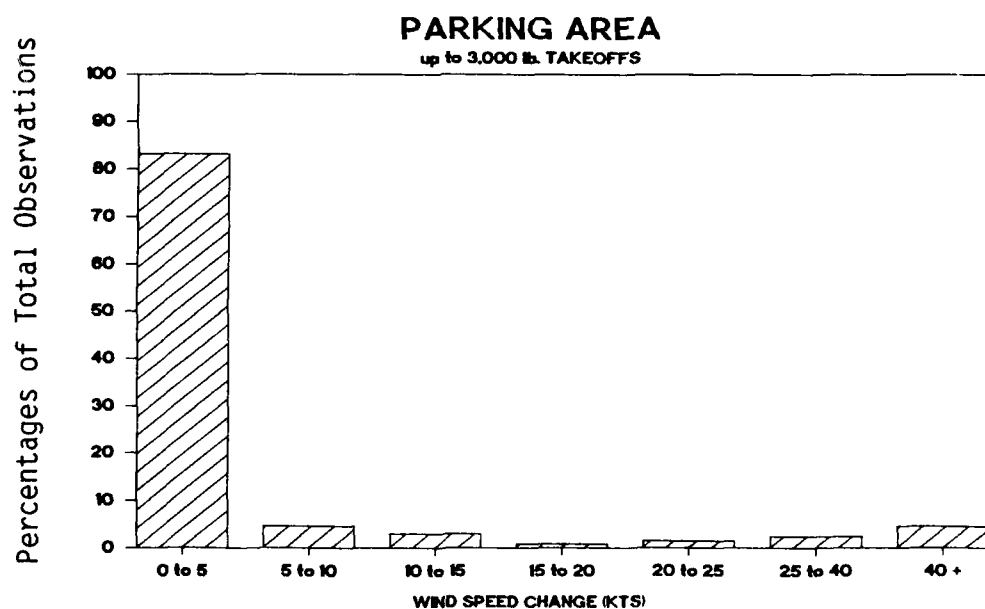 PARKING AREA
up to 3,000 lb. TAKEOFFS
Percentages of Total Observations
100
90
80
70
60
50
40
30
20
10
0
0 to 5 5 to 10 10 to 15 15 to 20 20 to 25 25 to 40 40 +
WIND SPEED CHANGE (KTS)